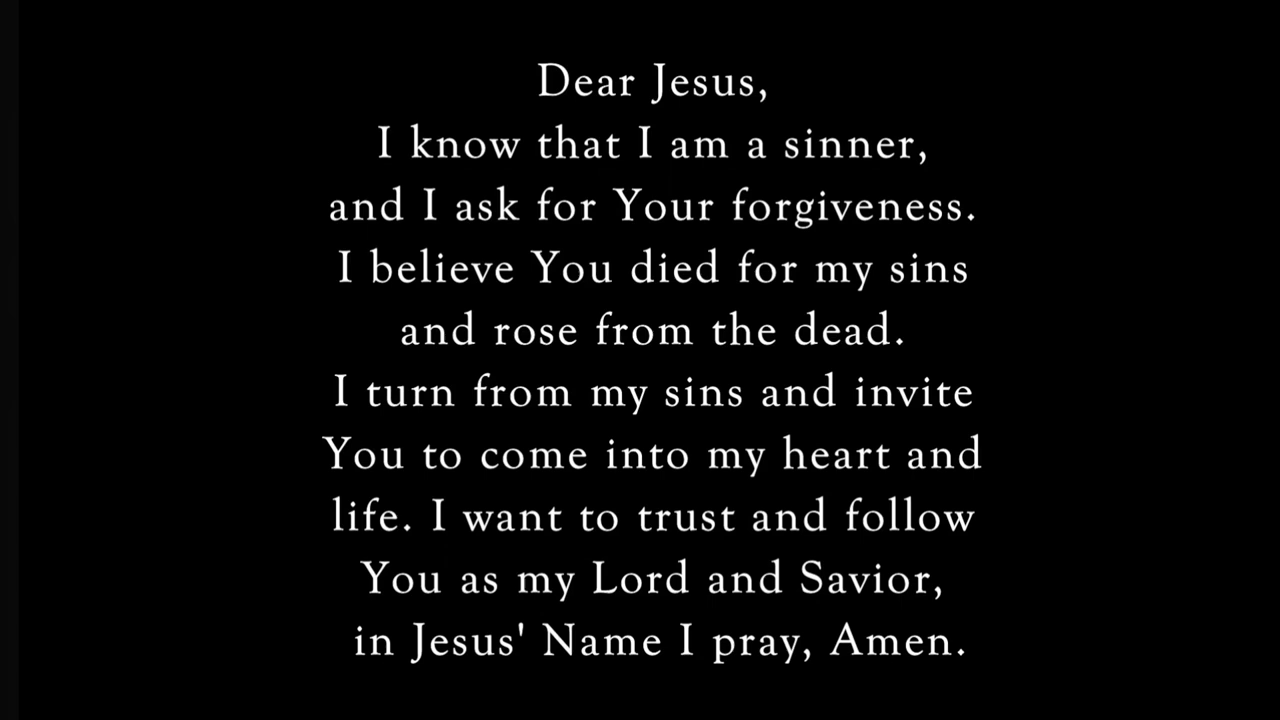 Dear Jesus,
I know that I am a sinner,
and I ask for Your forgiveness.
I believe You died for my sins
and rose from the dead.
I turn from my sins and invite
You to come into my heart and
life. I want to trust and follow
You as my Lord and Savior,
in Jesus' Name I pray, Amen.